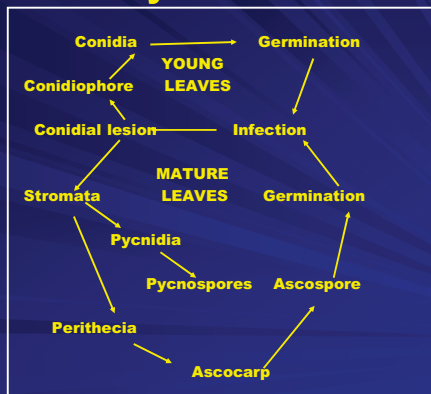 Conidia Germination
YOUNG
Conidiophore LEAVES
Conidial lesion Infection
MATURE
Stromata LEAVES Germination
Pycnidia
Pycnospores Ascospore
Perithecia
Ascocarp